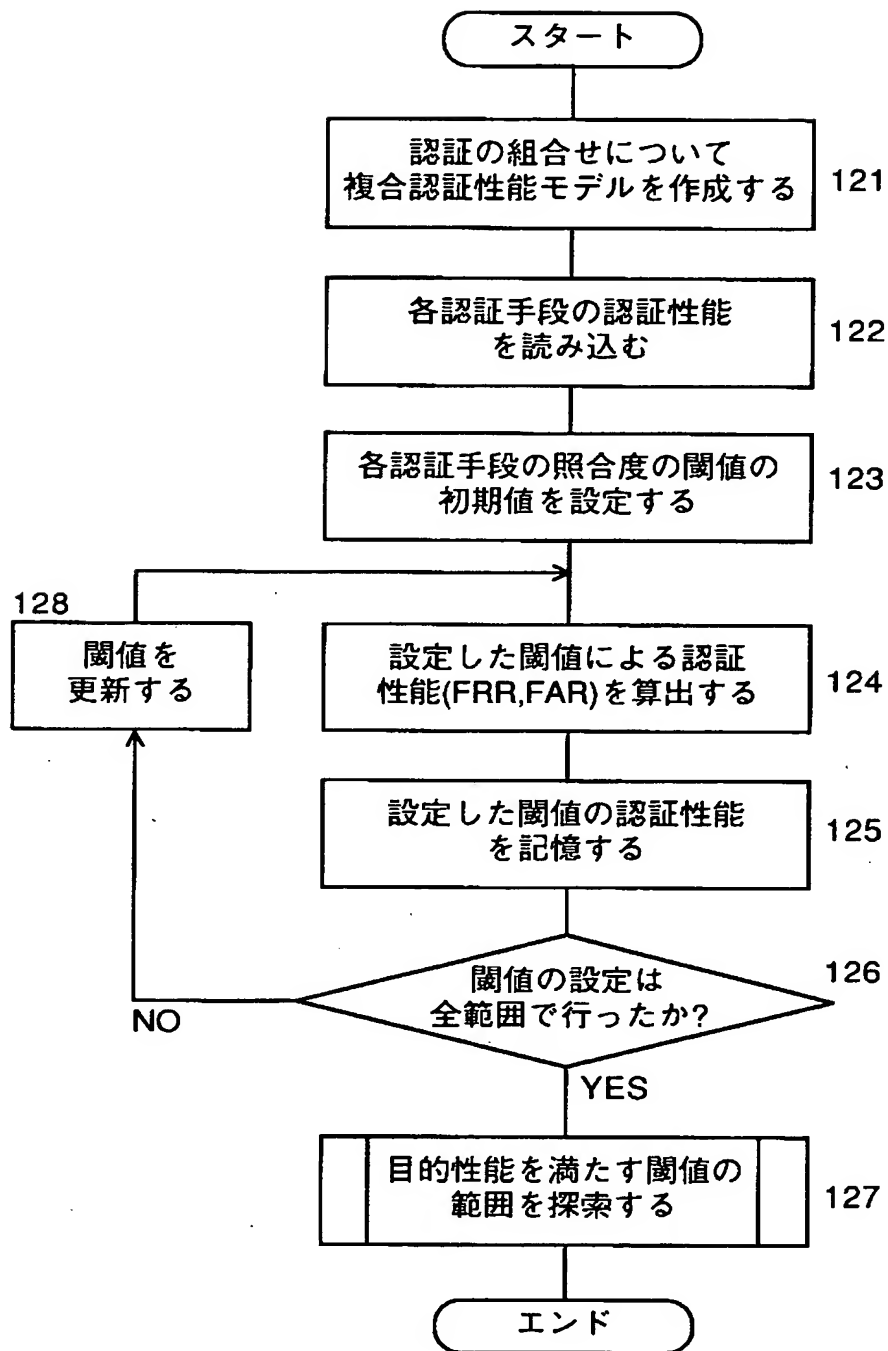 スタート
認証の組合せについて
複合認証性能モデルを作成する
121
各認証手段の認証性能
を読み込む
122
各認証手段の照合度の閾値の
初期値を設定する
123
128
閾値を
更新する
設定した閾値による認証
性能(FRR,FAR)を算出する
124
設定した閾値の認証性能
を記憶する
125
閾値の設定は
全範囲で行ったか?
126
NO
YES
目的性能を満たす閾値の
範囲を探索する
127
エンド